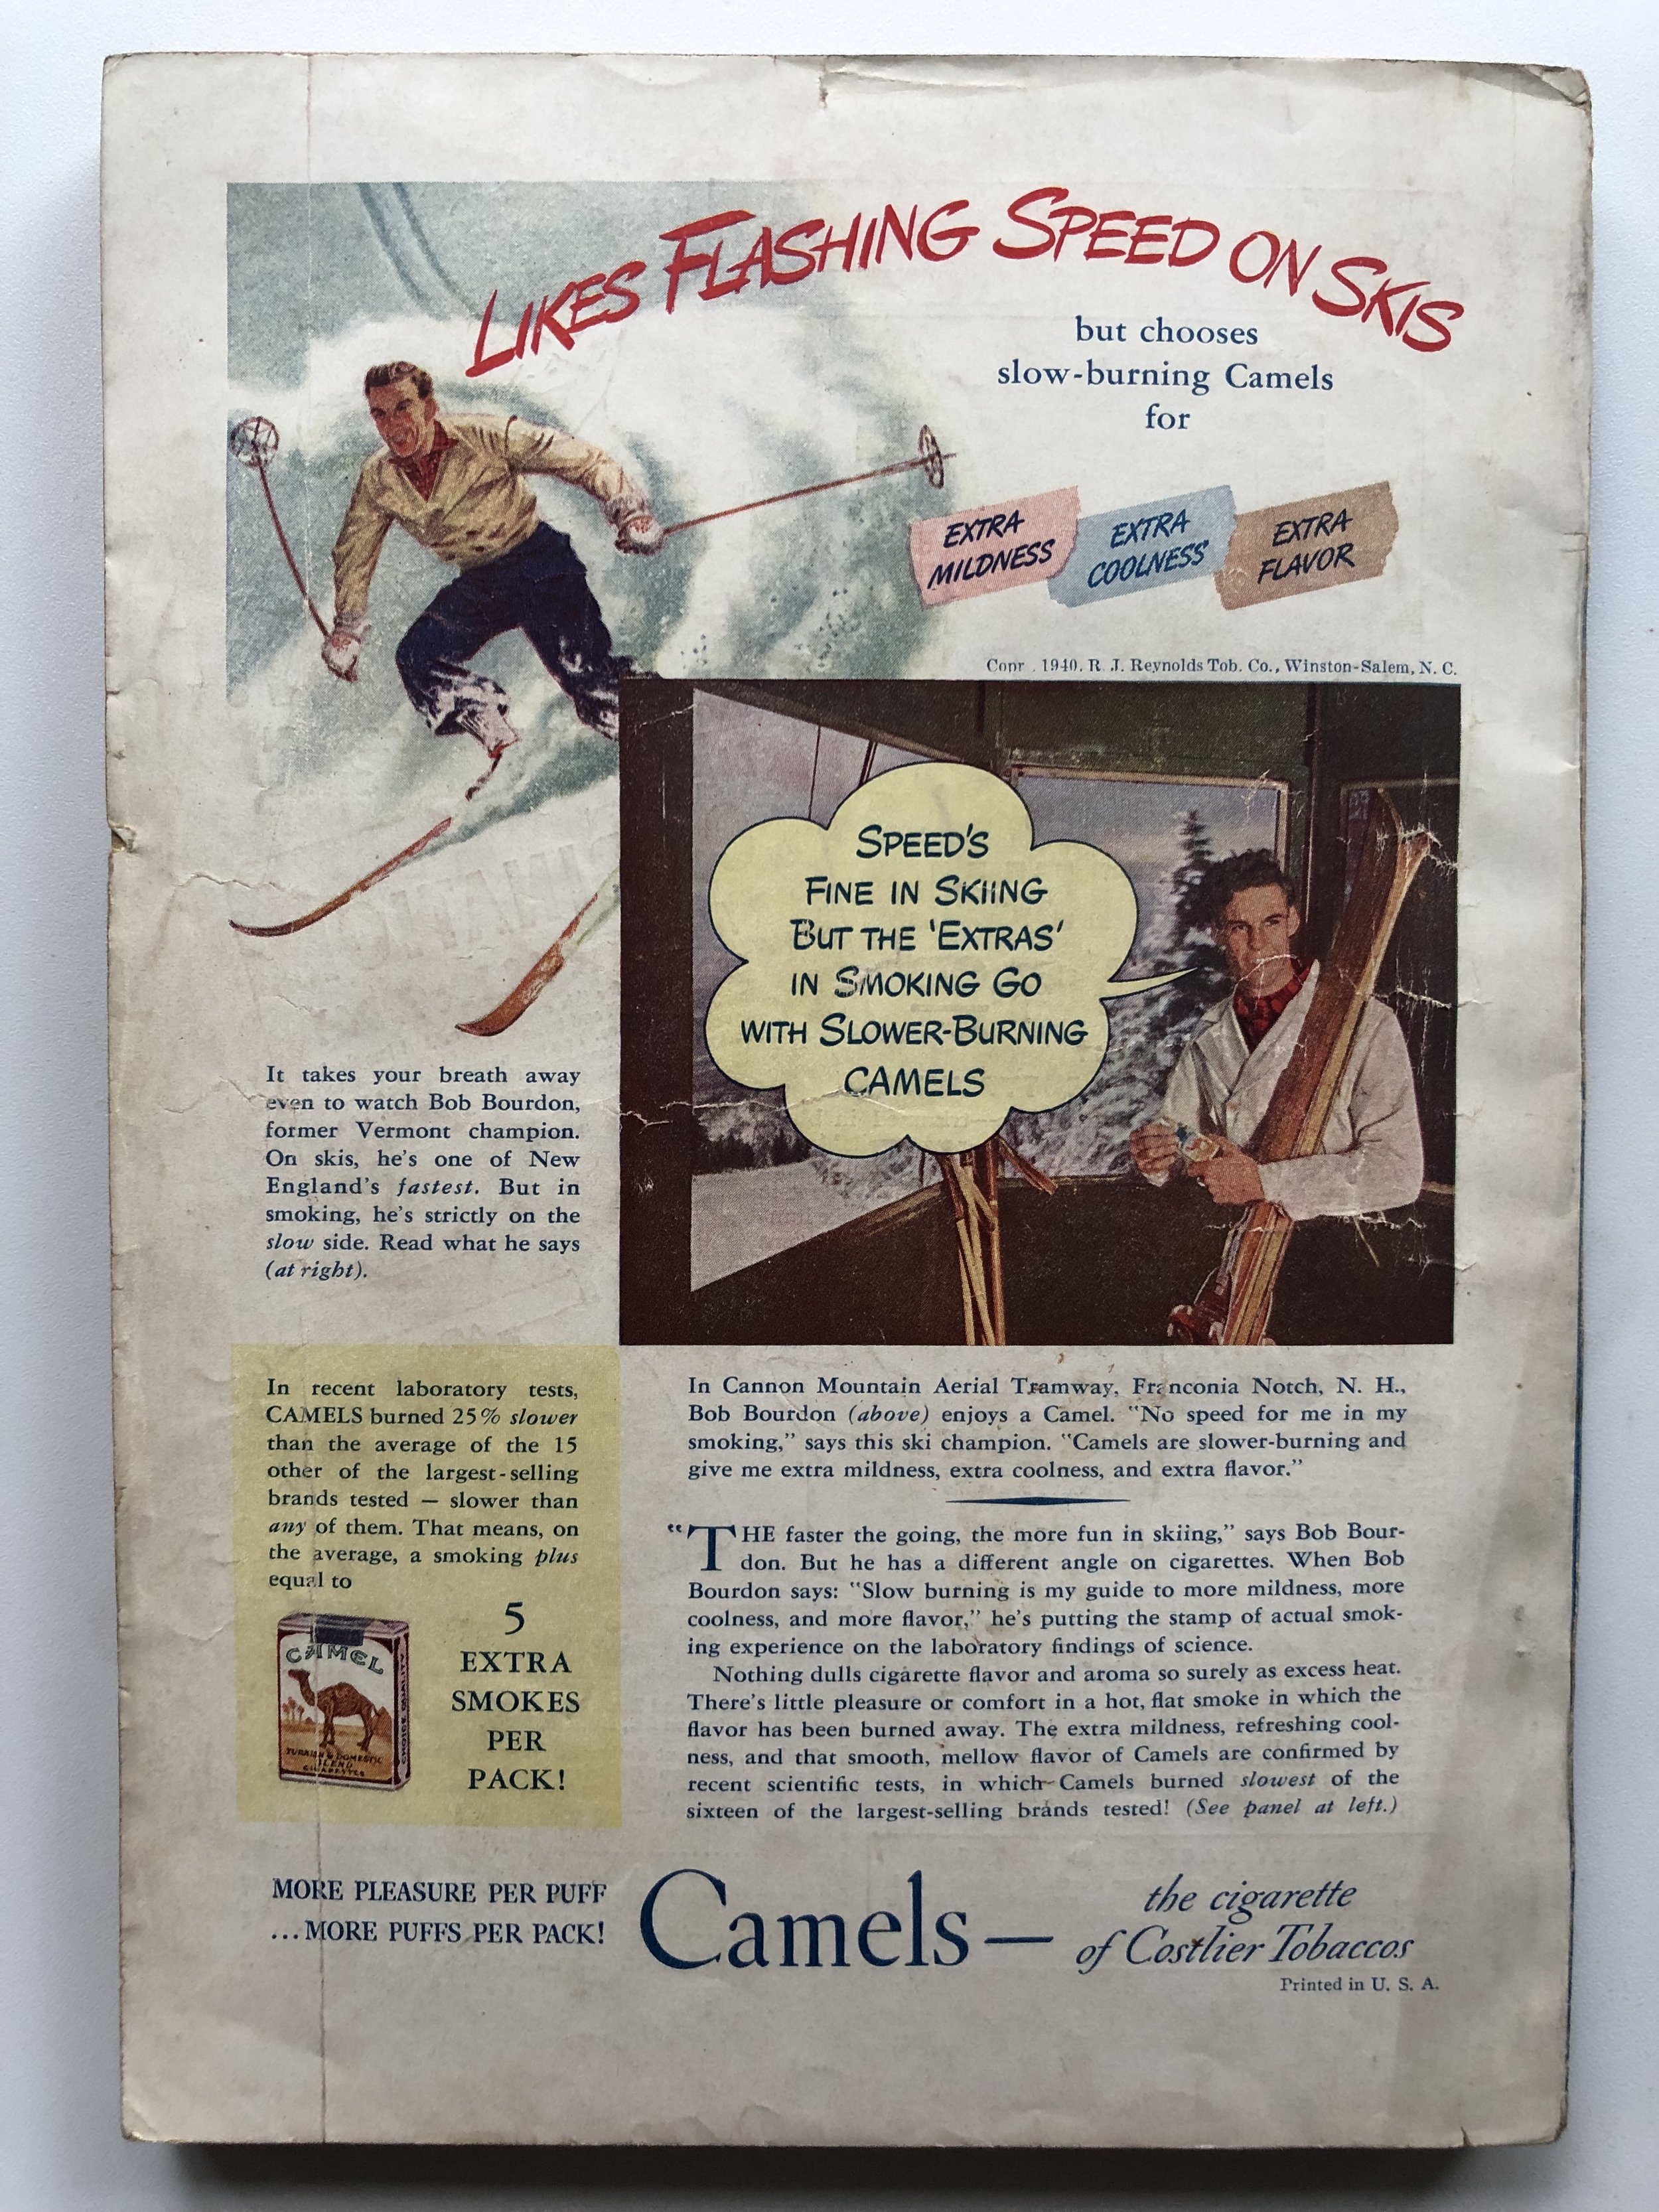 LIKES FLASHING SPEED ON SKIS
but chooses
slow-burning Camels
for
EXTRA
MILDNESS
EXTRA
COOLNESS
EXTRA
FLAVOR
Copr. 1940. R. J. Reynolds Tob. Co., Winston-Salem, N. C.
SPEED'S
FINE IN SKIING
BUT THE 'EXTRAS'
IN SMOKING GO
WITH SLOWER-BURNING
CAMELS
It takes your breath away
even to watch Bob Bourdon,
former Vermont champion.
On skis, he's one of New
England's fastest. But in
smoking, he's strictly on the
slow side. Read what he says
(at right).
In recent laboratory tests,
CAMELS burned 25% slower
than the average of the 15
other of the largest-selling
brands tested — slower than
any of them. That means, on
the average, a smoking plus
equal to
5
EXTRA
SMOKES
PER
PACK!
CAMEL
TURKISH & DOMESTIC
BLEND
CIGARETTES
CHOICE QUALITY
In Cannon Mountain Aerial Tramway, Franconia Notch, N. H.,
Bob Bourdon (above) enjoys a Camel. "No speed for me in my
smoking," says this ski champion. "Camels are slower-burning and
give me extra mildness, extra coolness, and extra flavor."
"THE faster the going, the more fun in skiing," says Bob Bour-
don. But he has a different angle on cigarettes. When Bob
Bourdon says: "Slow burning is my guide to more mildness, more
coolness, and more flavor," he's putting the stamp of actual smok-
ing experience on the laboratory findings of science.
Nothing dulls cigarette flavor and aroma so surely as excess heat.
There's little pleasure or comfort in a hot, flat smoke in which the
flavor has been burned away. The extra mildness, refreshing cool-
ness, and that smooth, mellow flavor of Camels are confirmed by
recent scientific tests, in which Camels burned slowest of the
sixteen of the largest-selling brands tested! (See panel at left.)
MORE PLEASURE PER PUFF
...MORE PUFFS PER PACK!
Camels—
the cigarette
of Costlier Tobaccos
Printed in U. S. A.